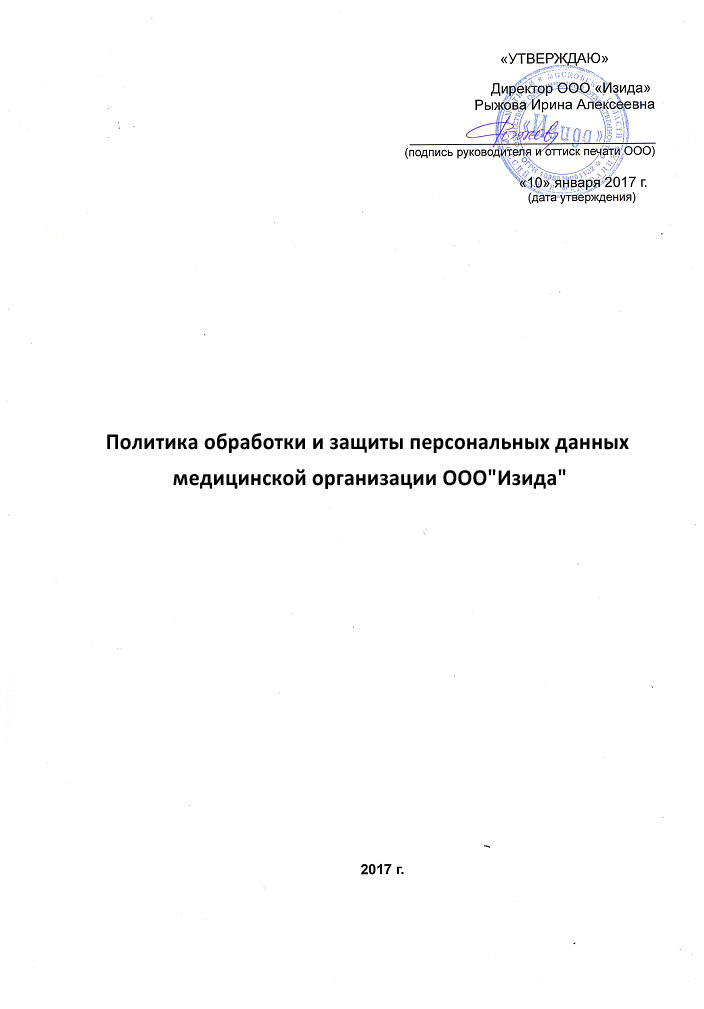 «УТВЕРЖДАЮ»
Директор ООО «Изида»
Рыжова Ирина Алексеевна
(подпись руководителя и оттиск печати ООО)
«Изида»
«10» января 2017 г.
(дата утверждения)
Политика обработки и защиты персональных данных
медицинской организации ООО"Изида"
2017 г.